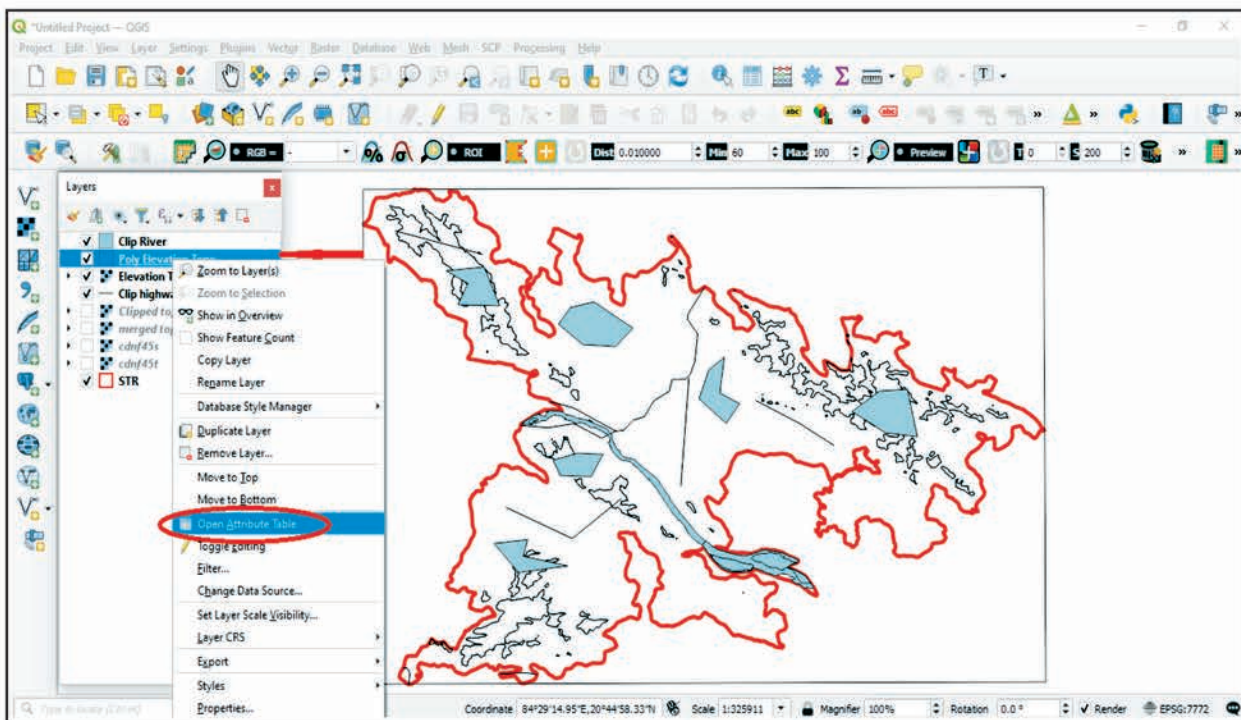 *Untitled Project — QGIS
Project Edit View Layer Settings Plugins Vector Raster Database Web Mesh SCP Processing Help
RGB = -
ROI
Dist 0.010000
Min 60
Max 100
Preview
T 0
S 200
Layers
Clip River
Poly Elevation
Elevation T
Clip highwa
Clipped to
merged top
cdnf45s
cdnf45t
STR
Zoom to Layer(s)
Zoom to Selection
Show in Overview
Show Feature Count
Copy Layer
Rename Layer
Database Style Manager
Duplicate Layer
Remove Layer...
Move to Top
Move to Bottom
Open Attribute Table
Toggle Editing
Filter...
Change Data Source...
Set Layer Scale Visibility...
Layer CRS
Export
Styles
Properties...
Type to locate (Ctrl+K)
Coordinate 84°29'14.95"E,20°44'58.33"N
Scale 1:325911
Magnifier 100%
Rotation 0.0 °
Render
EPSG:7772